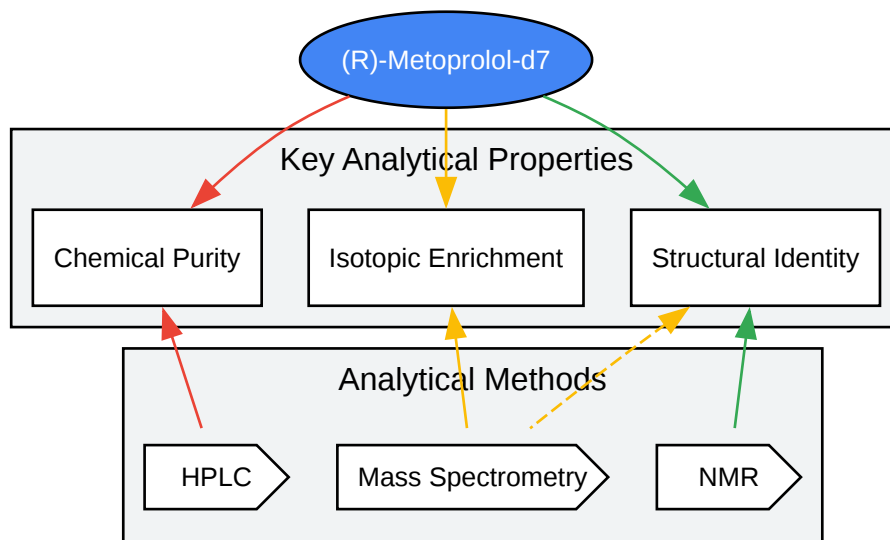 (R)-Metoprolol-d7
Key Analytical Properties
Chemical Purity
Isotopic Enrichment
Structural Identity
Analytical Methods
HPLC
Mass Spectrometry
NMR